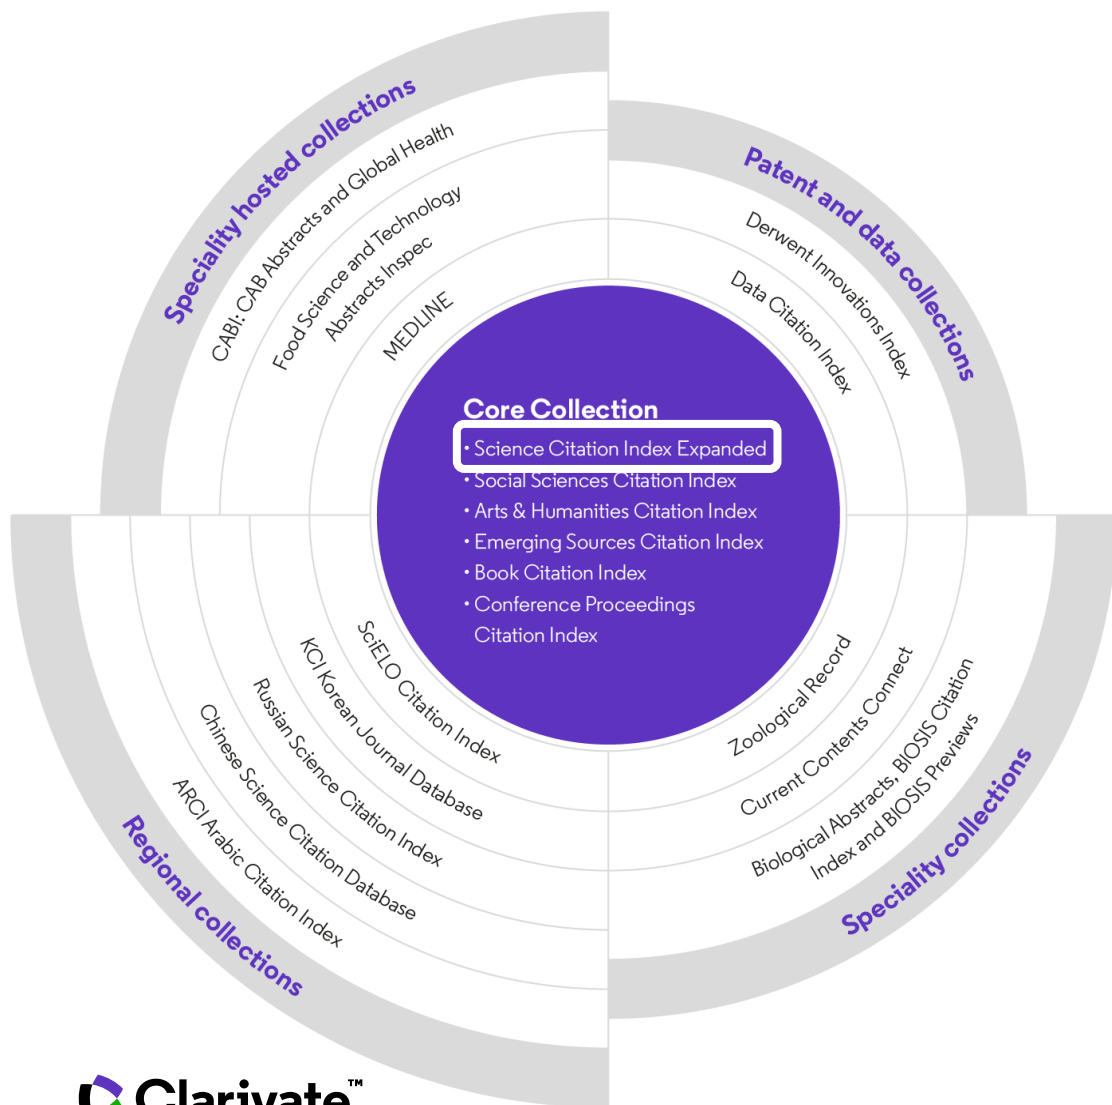 Speciality hosted collections
CABI: CAB Abstracts and Global Health
Food Science and Technology
Abstracts Inspec
MEDLINE
Patent and data collections
Derwent Innovations Index
Data Citation Index
Core Collection
• Science Citation Index Expanded
• Social Sciences Citation Index
• Arts & Humanities Citation Index
• Emerging Sources Citation Index
• Book Citation Index
• Conference Proceedings
Citation Index
SciELO Citation Index
KCI Korean Journal Database
Russian Science Citation Index
Chinese Science Citation Database
ARCI Arabic Citation Index
Regional collections
Zoological Record
Current Contents Connect
Biological Abstracts, BIOSIS Citation
Index and BIOSIS Previews
Speciality collections
Clarivate™